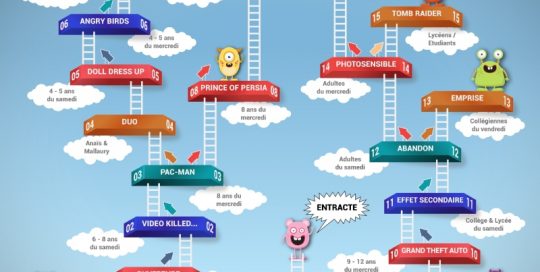 06 ANGRY BIRDS 06
4 - 5 ans
du mercredi
05 DOLL DRESS UP 05
4 - 5 ans
du samedi
04 DUO 04
Anaïs &
Mallaury
03 PAC-MAN 03
8 ans
du mercredi
02 VIDEO KILLED... 02
6 - 8 ans
du samedi
08 PRINCE OF PERSIA 08
8 ans du mercredi
15 TOMB RAIDER 15
Lycéens /
Etudiants
14 PHOTOSENSIBLE 14
Adultes
du mercredi
13 EMPRISE 13
Collégiennes
du vendredi
12 ABANDON 12
Adultes du
samedi
11 EFFET SECONDAIRE 11
Collège & Lycée
du samedi
10 GRAND THEFT AUTO 10
9 - 12 ans
du mercredi
ENTRACTE